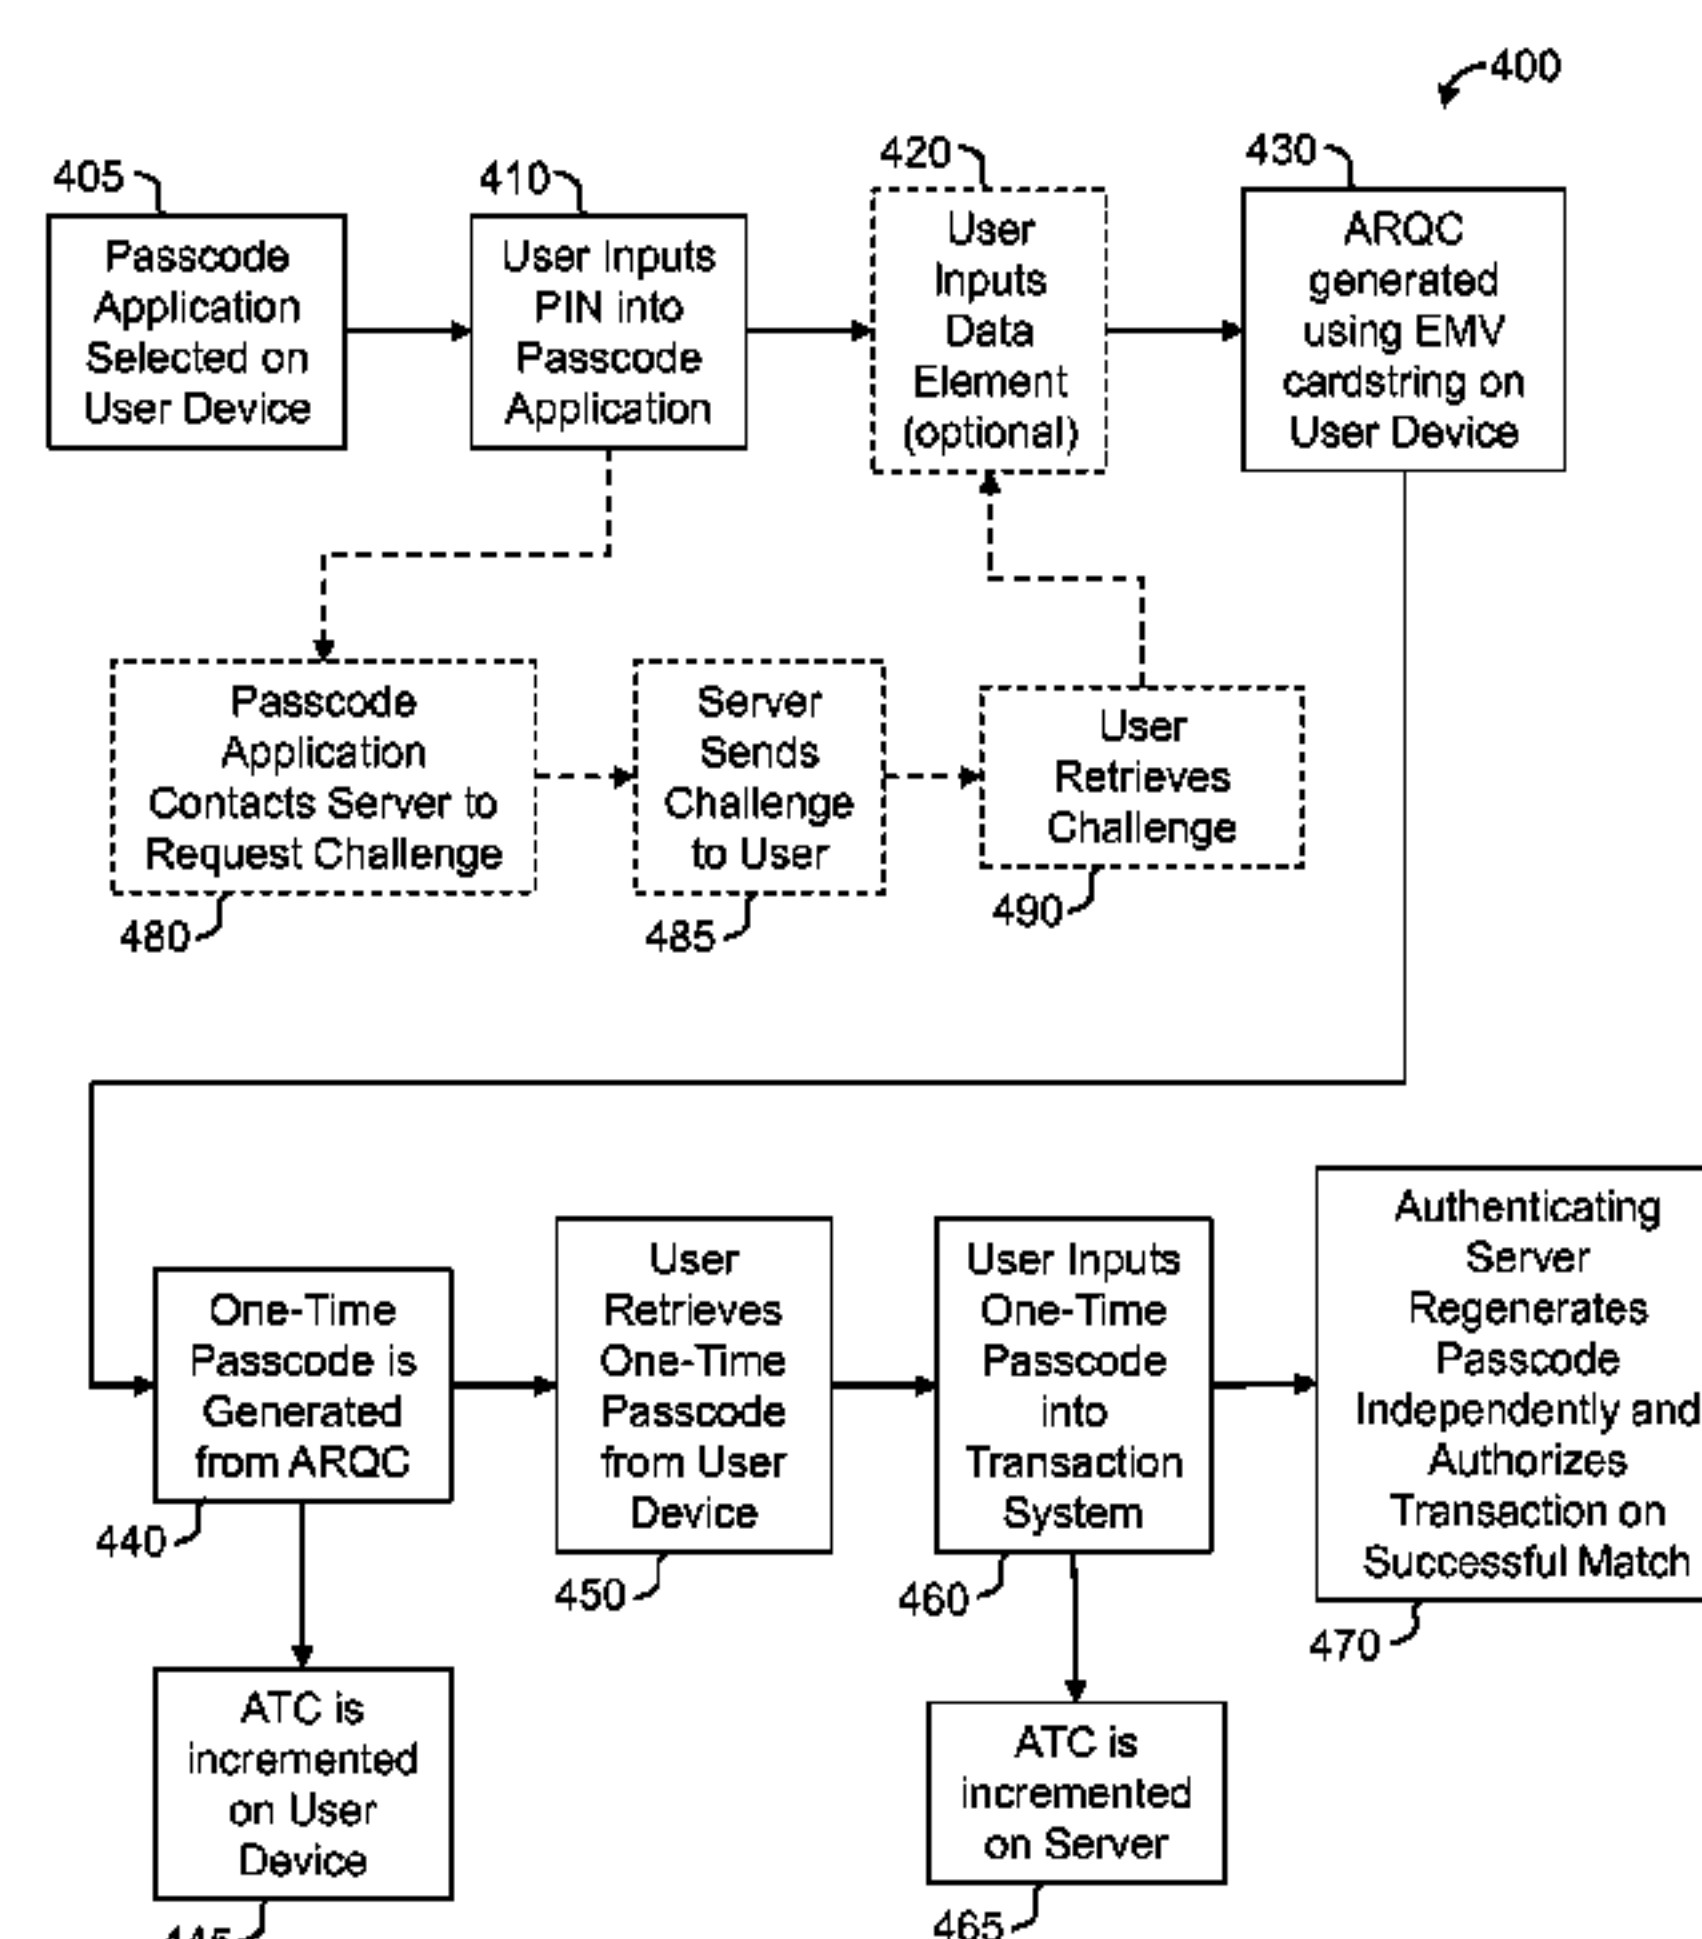 400
405
Passcode
Application
Selected on
User Device
410
User Inputs
PIN into
Passcode
Application
420
User
Inputs
Data
Element
(optional)
430
ARQC
generated
using EMV
cardstring on
User Device
Passcode
Application
Contacts Server to
Request Challenge
480
Server
Sends
Challenge
to User
485
User
Retrieves
Challenge
490
One-Time
Passcode is
Generated
from ARQC
440
User
Retrieves
One-Time
Passcode
from User
Device
450
User Inputs
One-Time
Passcode
into
Transaction
System
460
Authenticating
Server
Regenerates
Passcode
Independently and
Authorizes
Transaction on
Successful Match
470
ATC is
incremented
on User
Device
445
ATC is
incremented
on Server
465